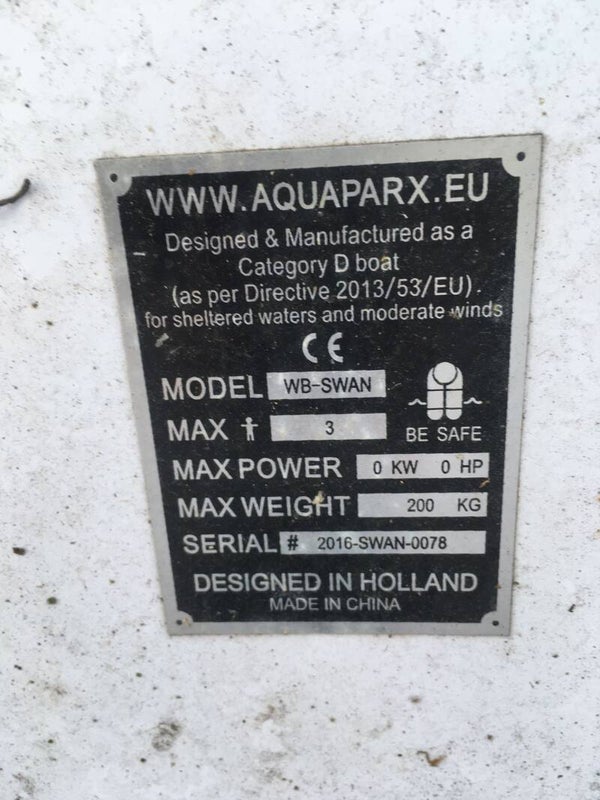 WWW.AQUAPARX.EU
Designed & Manufactured as a
Category D boat
(as per Directive 2013/53/EU).
for sheltered waters and moderate winds
CE
MODEL WB-SWAN
MAX 3
BE SAFE
MAX POWER 0 KW 0 HP
MAX WEIGHT 200 KG
SERIAL # 2016-SWAN-0078
DESIGNED IN HOLLAND
MADE IN CHINA